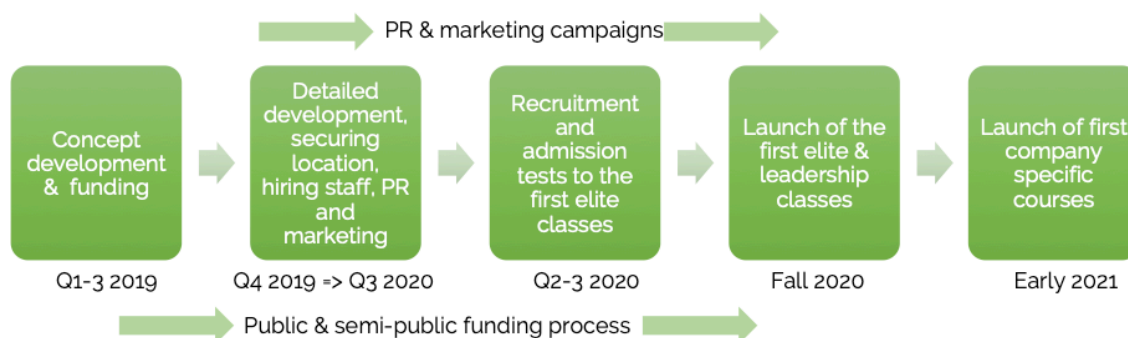 PR & marketing campaigns
Concept
development
& funding
Detailed
development,
securing
location,
hiring staff, PR
and
marketing
Recruitment
and
admission
tests to the
first elite
classes
Launch of the
first elite &
leadership
classes
Launch of first
company
specific
courses
Q1-3 2019
Q4 2019 => Q3 2020
Q2-3 2020
Fall 2020
Early 2021
Public & semi-public funding process